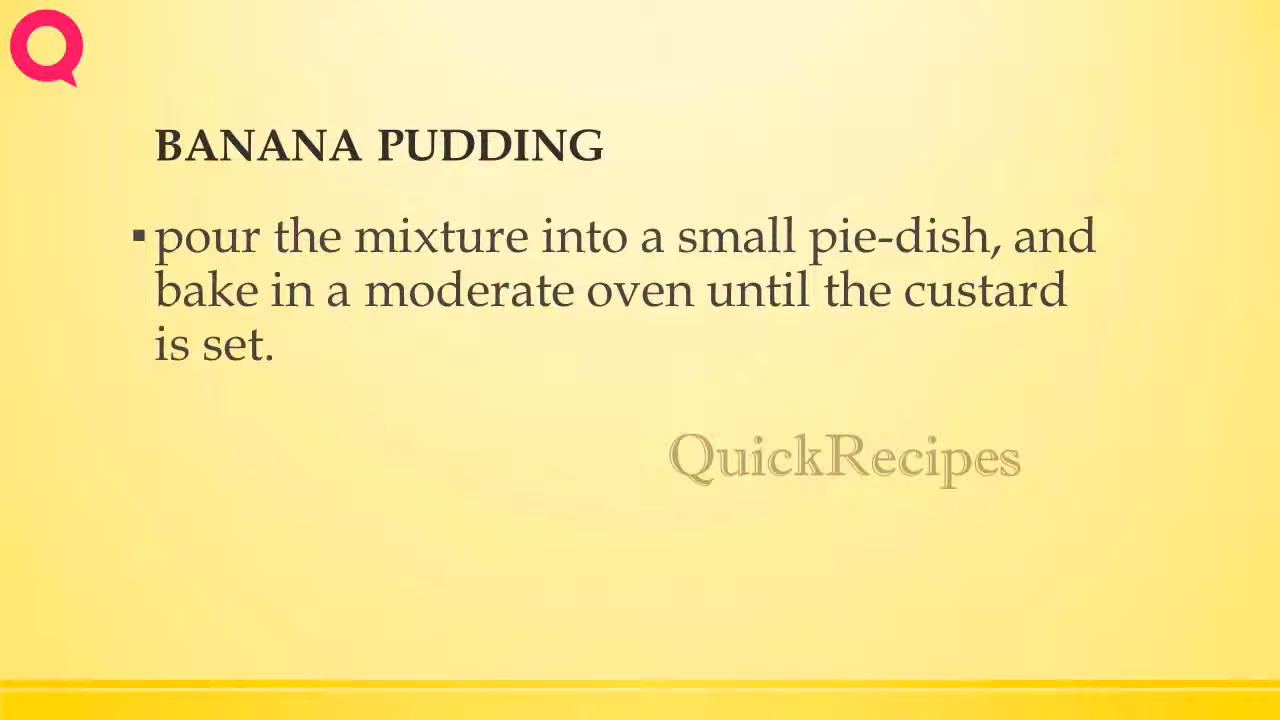 BANANA PUDDING
▪ pour the mixture into a small pie-dish, and
bake in a moderate oven until the custard
is set.
QuickRecipes